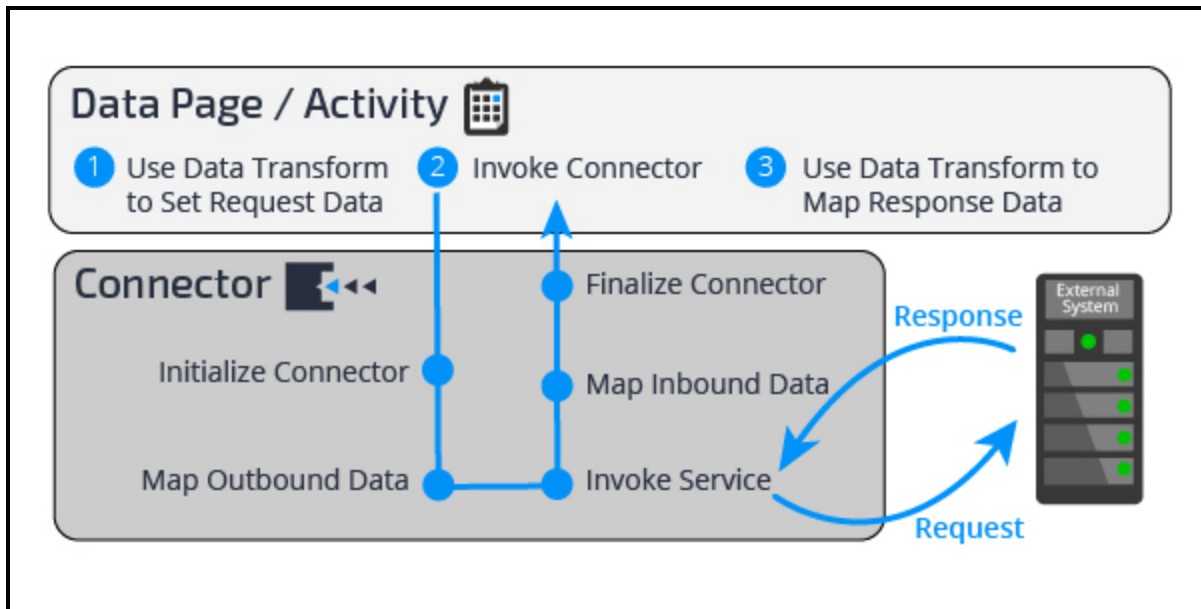 Data Page / Activity
1 Use Data Transform
to Set Request Data
2 Invoke Connector
3 Use Data Transform to
Map Response Data
Connector
Initialize Connector
Map Outbound Data
Finalize Connector
Map Inbound Data
Invoke Service
Response
Request
External
System